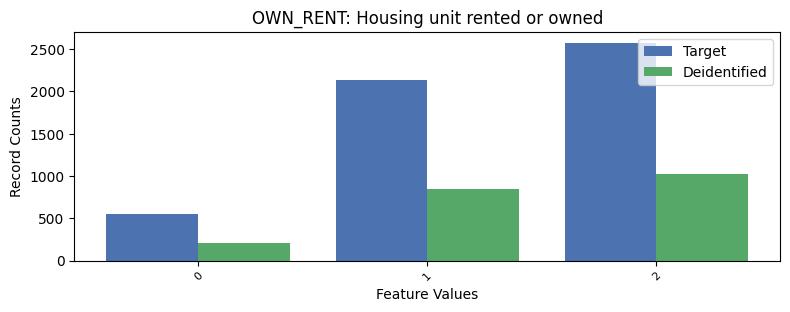 OWN_RENT: Housing unit rented or owned
Target
Deidentified
Record Counts
2500
2000
1500
1000
500
0
0
1
2
Feature Values